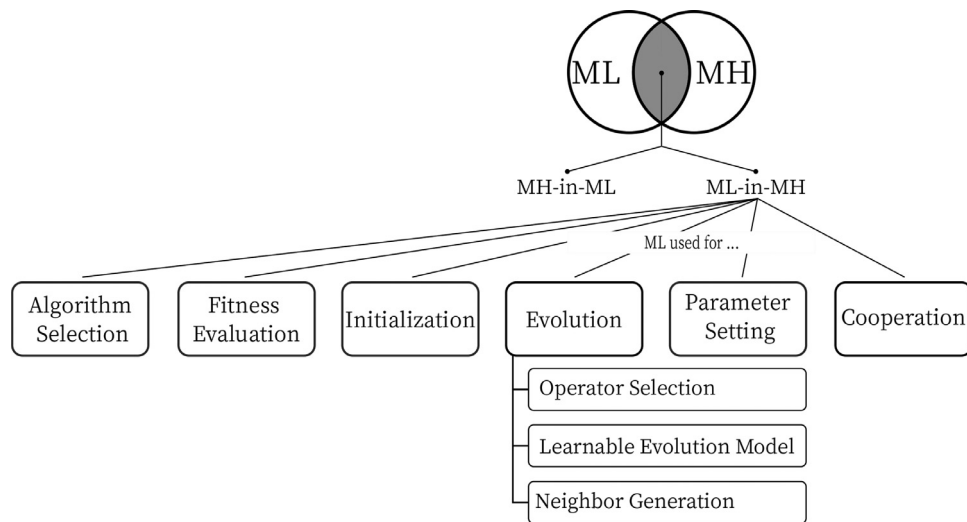 ML MH
MH-in-ML ML-in-MH
ML used for ...
Algorithm
Selection
Fitness
Evaluation
Initialization
Evolution
Parameter
Setting
Cooperation
Operator Selection
Learnable Evolution Model
Neighbor Generation